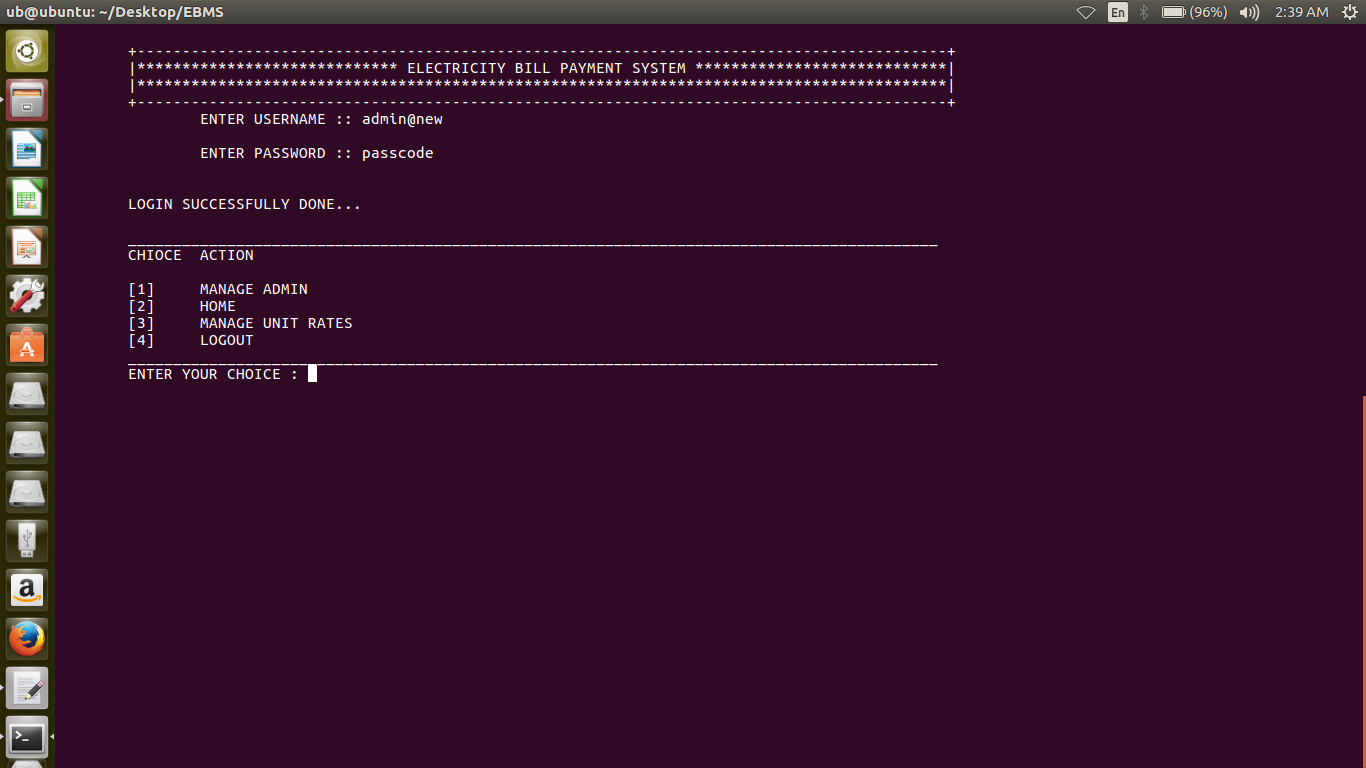 ub@ubuntu: ~/Desktop/EBMS En (96%) 2:39 AM
+------------------------------------------------------------------------------------------+
|***************************** ELECTRICITY BILL PAYMENT SYSTEM ****************************|
|******************************************************************************************|
+------------------------------------------------------------------------------------------+
ENTER USERNAME :: admin@new
ENTER PASSWORD :: passcode
LOGIN SUCCESSFULLY DONE...
__________________________________________________________________________________________
CHIOCE ACTION
[1] MANAGE ADMIN
[2] HOME
[3] MANAGE UNIT RATES
[4] LOGOUT
__________________________________________________________________________________________
ENTER YOUR CHOICE :